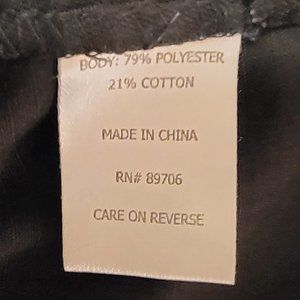 BODY: 79% POLYESTER
21% COTTON
MADE IN CHINA
RN# 89706
CARE ON REVERSE